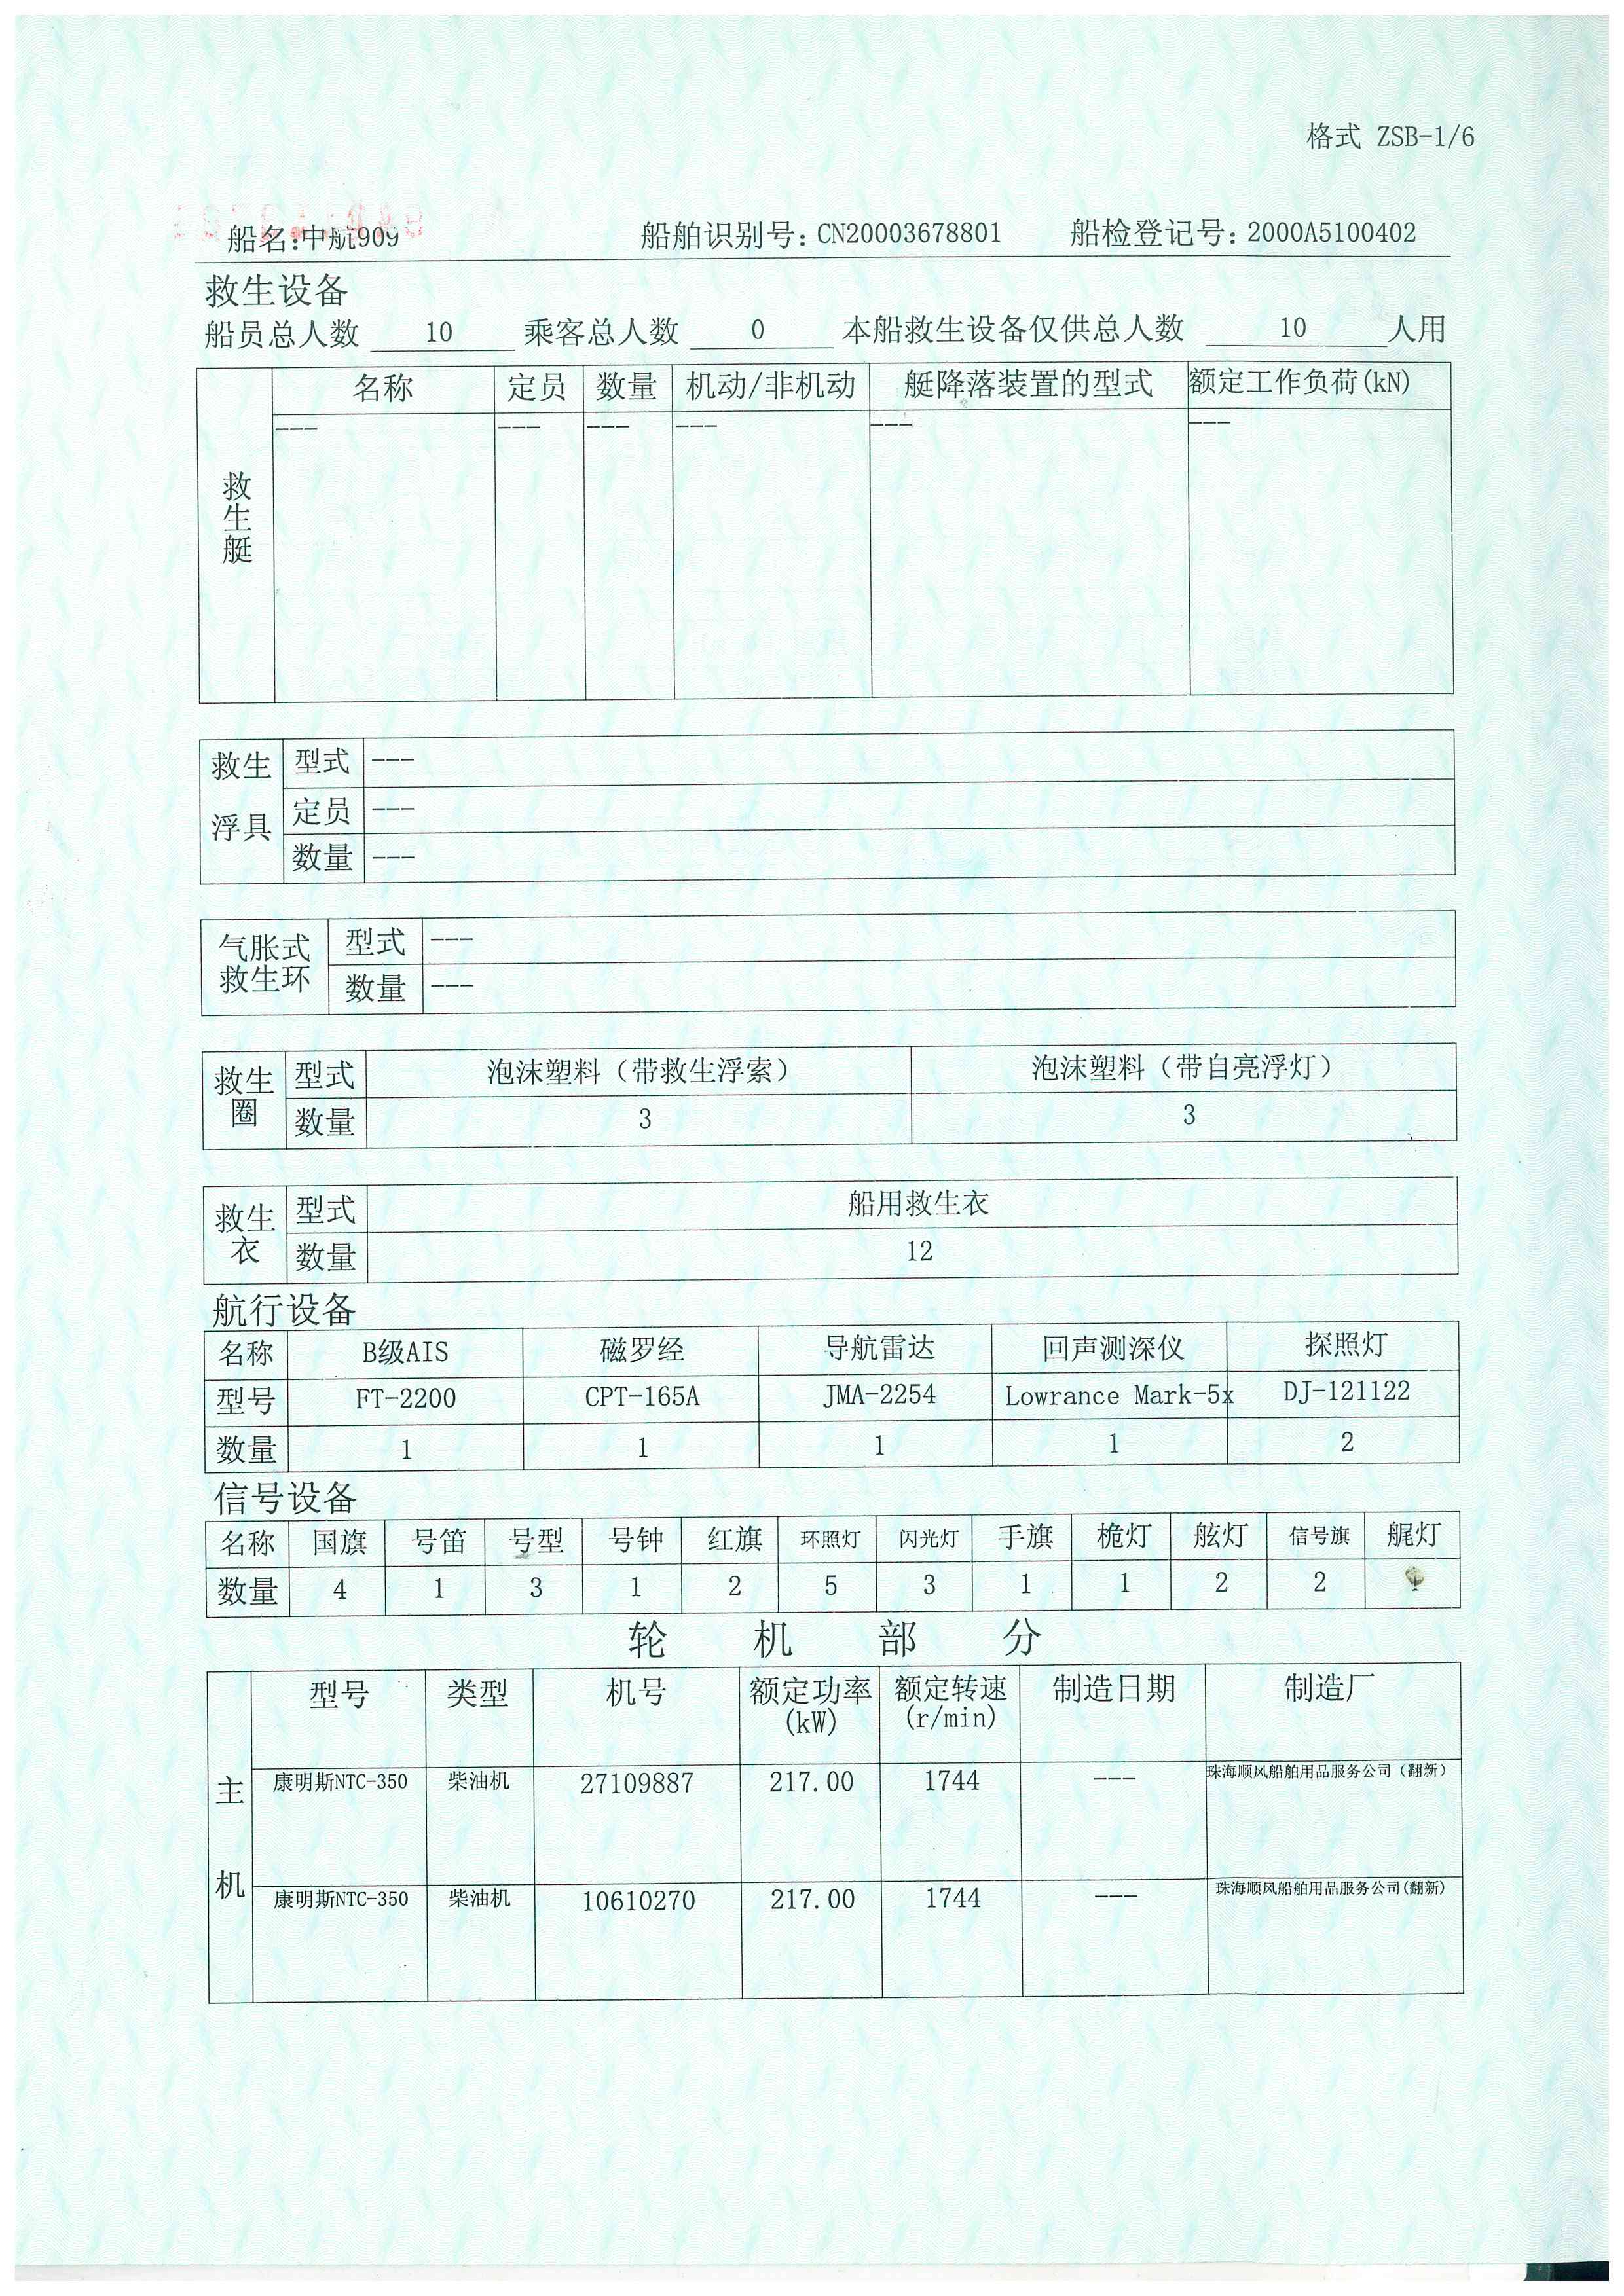 格式 ZSB-1/6
船名:中航909 船舶识别号: CN20003678801 船检登记号: 2000A5100402
救生设备
船员总人数 10 乘客总人数 0 本船救生设备仅供总人数 10 人用
名称 定员 数量 机动/非机动 艇降落装置的型式 额定工作负荷(kN)
--- --- --- --- --- ---
救生艇
救生浮具
型式 ---
定员 ---
数量 ---
气胀式救生环
型式 ---
数量 ---
救生圈
型式 泡沫塑料（带救生浮索） 泡沫塑料（带自亮浮灯）
数量 3 3
救生衣
型式 船用救生衣
数量 12
航行设备
名称 B级AIS 磁罗经 导航雷达 回声测深仪 探照灯
型号 FT-2200 CPT-165A JMA-2254 Lowrance Mark-5x DJ-121122
数量 1 1 1 1 2
信号设备
名称 国旗 号笛 号型 号钟 红旗 环照灯 闪光灯 手旗 桅灯 舷灯 信号旗 艉灯
数量 4 1 3 1 2 5 3 1 1 2 2
轮机部分
主机
型号 类型 机号 额定功率(kW) 额定转速(r/min) 制造日期 制造厂
康明斯NTC-350 柴油机 27109887 217.00 1744 --- 珠海顺风船舶用品服务公司（翻新）
康明斯NTC-350 柴油机 10610270 217.00 1744 --- 珠海顺风船舶用品服务公司(翻新)